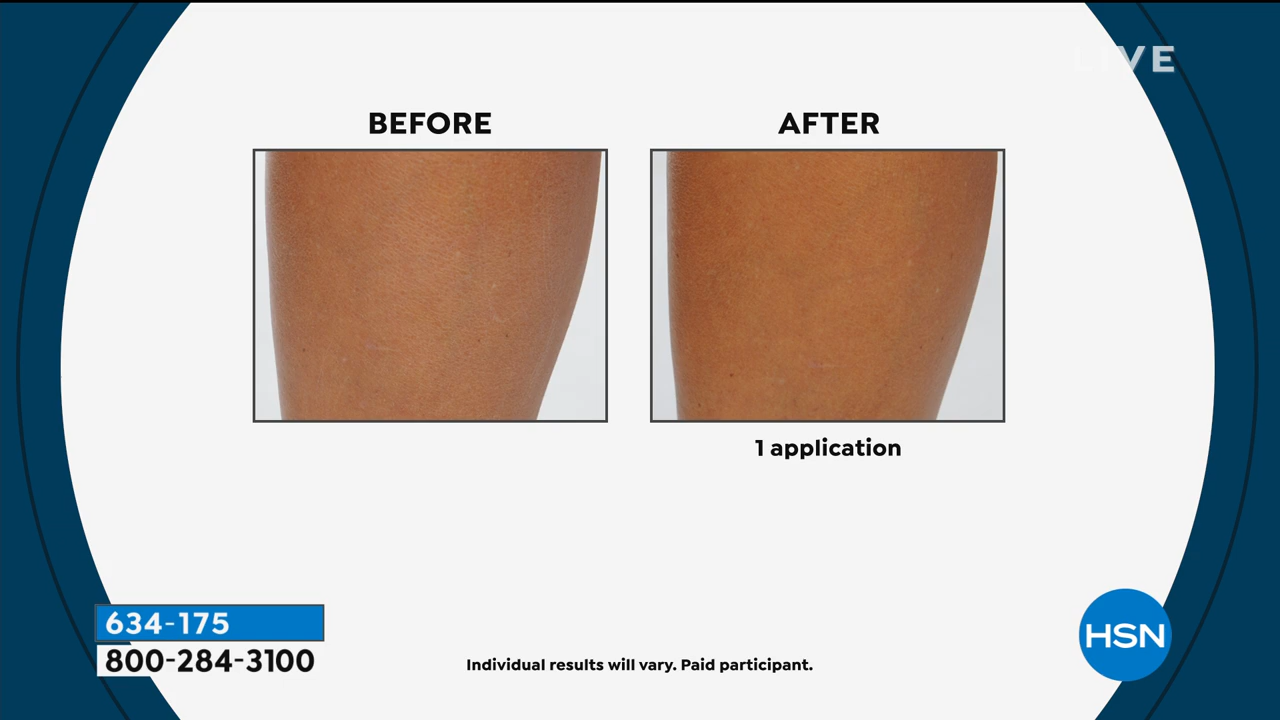 LIVE
BEFORE
AFTER
1 application
634-175
800-284-3100
Individual results will vary. Paid participant.
HSN